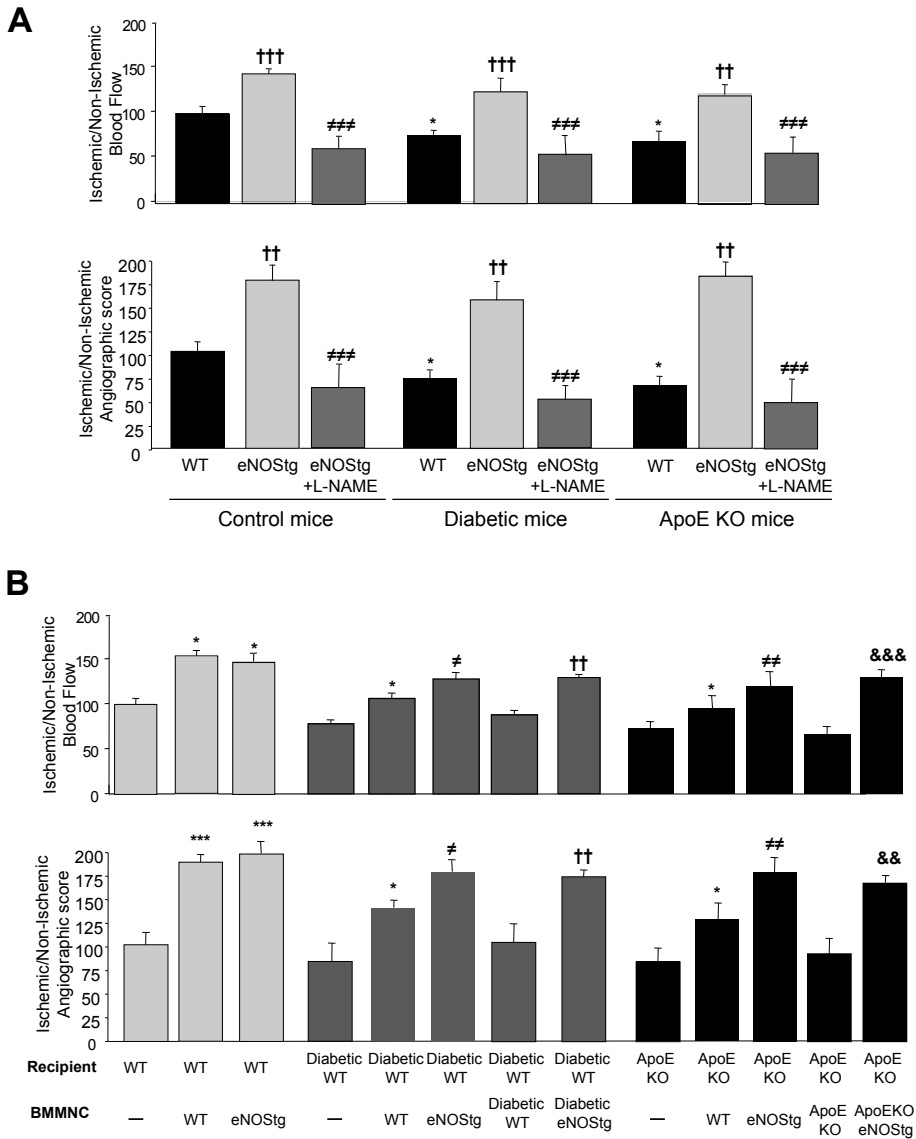 A
Ischemic/Non-Ischemic
Blood Flow
200
150
100
50
0
††† ≠≠≠ * ††† ≠≠≠ * †† ≠≠≠
Ischemic/Non-Ischemic
Angiographic score
200
175
150
125
100
75
50
25
0
†† ≠≠≠ * †† ≠≠≠ * †† ≠≠≠
WT eNOStg eNOStg WT eNOStg eNOStg WT eNOStg eNOStg
+L-NAME +L-NAME +L-NAME
Control mice Diabetic mice ApoE KO mice
B
Ischemic/Non-Ischemic
Blood Flow
200
150
100
50
0
* * * ≠ †† * ≠≠ &&&
Ischemic/Non-Ischemic
Angiographic score
200
175
150
100
75
50
25
0
*** *** * ≠ †† * ≠≠ &&
Recipient WT WT WT Diabetic Diabetic Diabetic Diabetic Diabetic ApoE ApoE ApoE ApoE ApoE
WT WT WT WT WT KO KO KO KO KO
BMMNC — WT eNOStg — WT eNOStg Diabetic Diabetic — WT eNOStg ApoE ApoEKO
WT eNOStg KO eNOStg